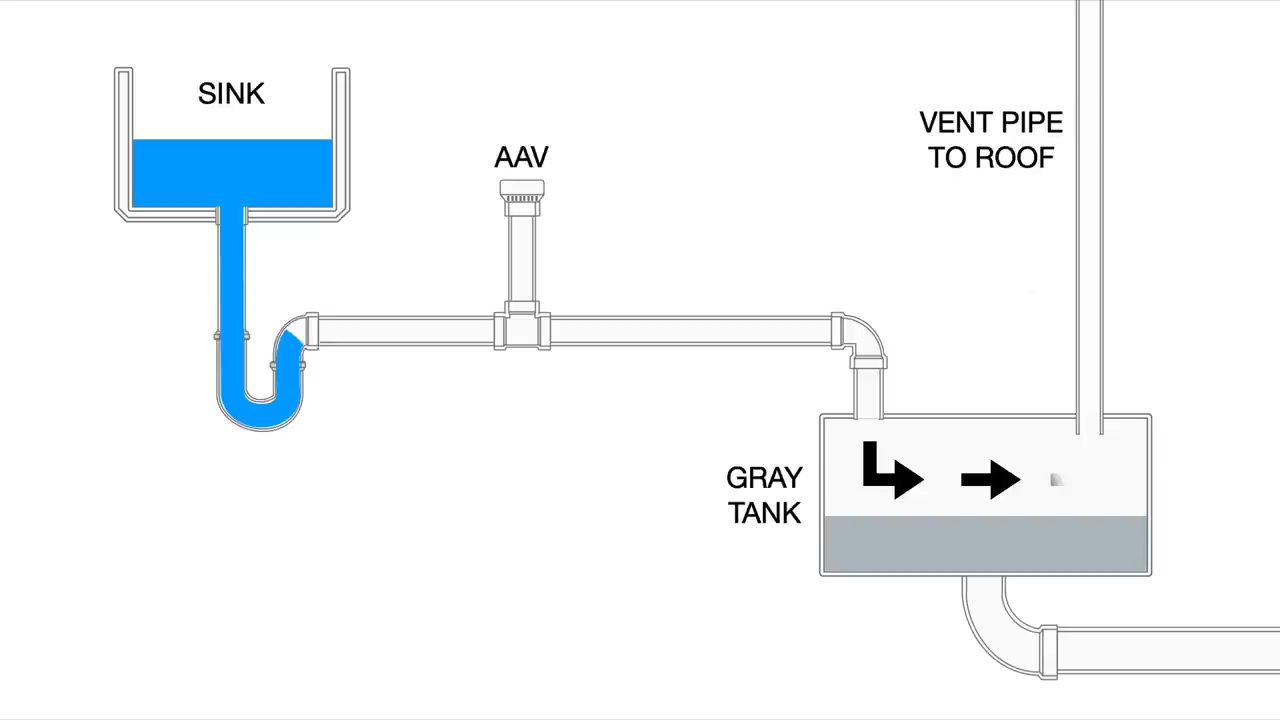 SINK
AAV
VENT PIPE
TO ROOF
GRAY
TANK